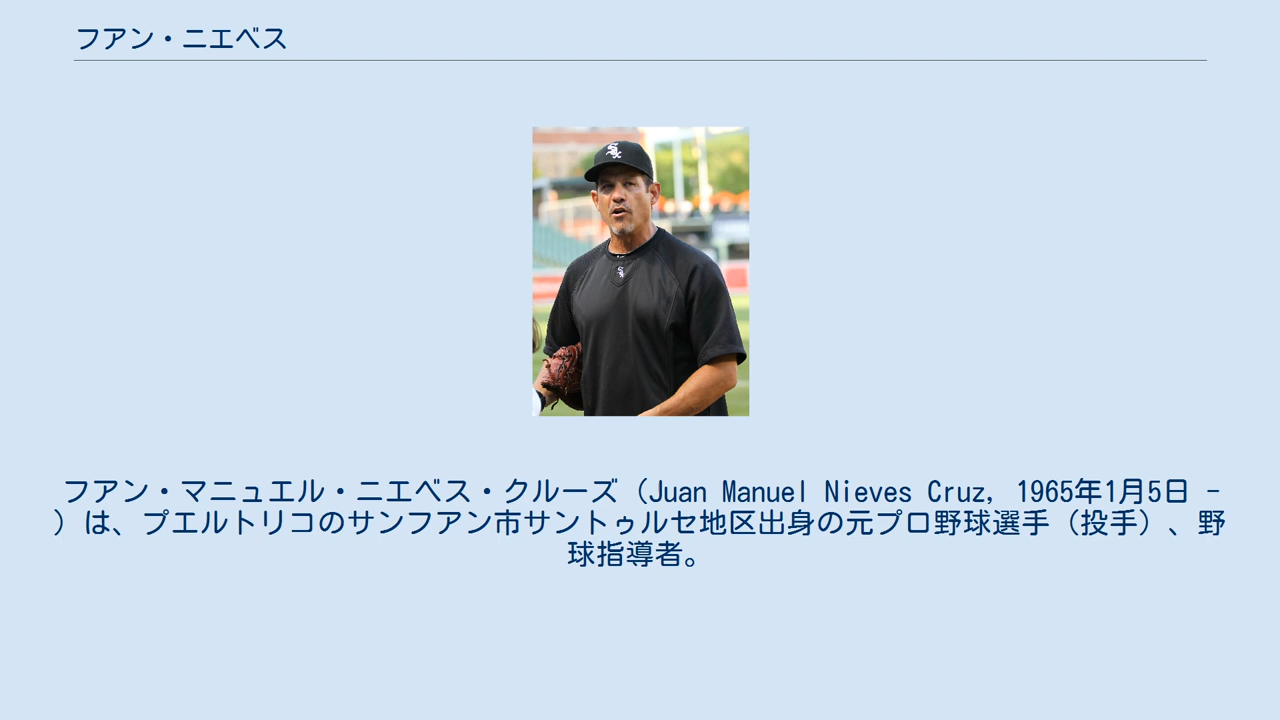 フアン・ニエベス
Sox
フアン・マニュエル・ニエベス・クルーズ（Juan Manuel Nieves Cruz, 1965年1月5日 -
）は、プエルトリコのサンフアン市サントゥルセ地区出身の元プロ野球選手（投手）、野
球指導者。